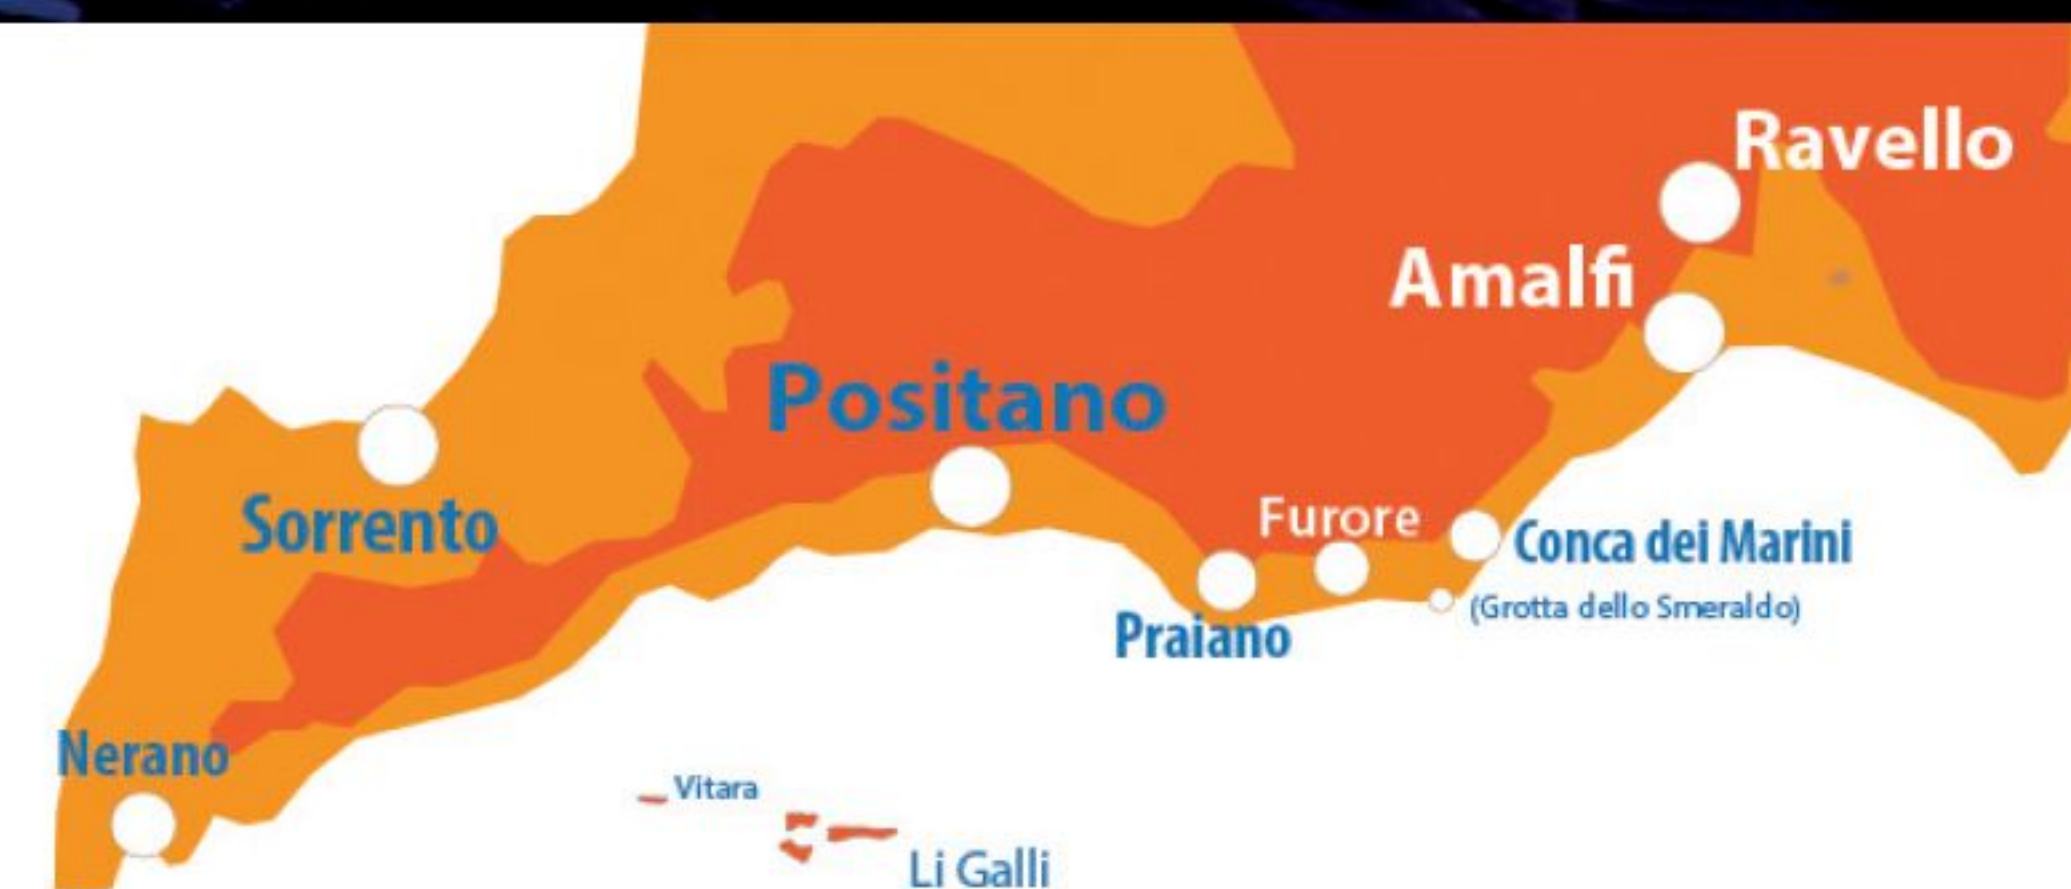 Ravello
Amalfi
Positano
Sorrento
Furore
Conca dei Marini
(Grotta dello Smeraldo)
Praiano
Nerano
Vitara
Li Galli